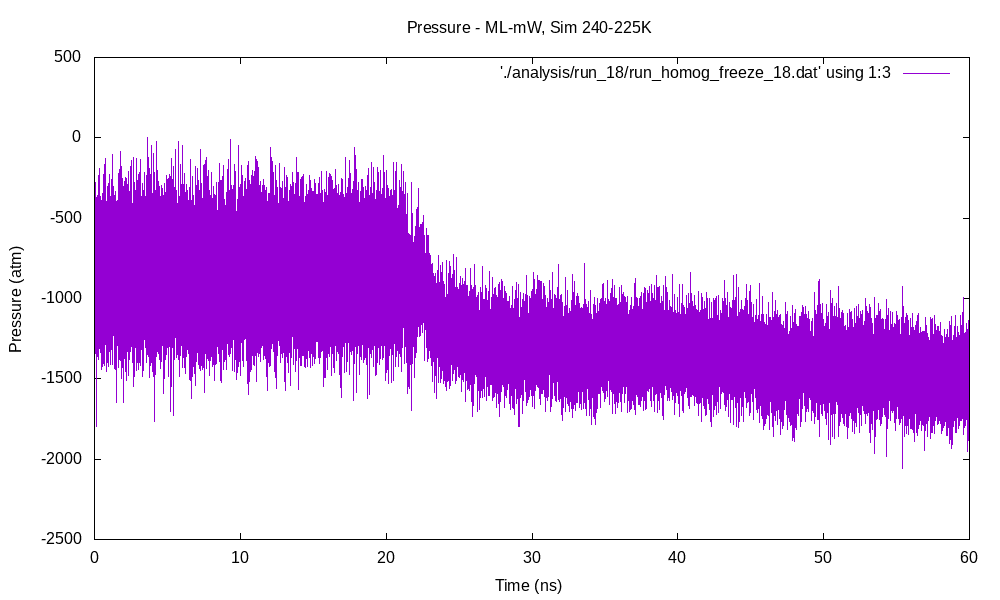 Pressure - ML-mW, Sim 240-225K
'./analysis/run_18/run_homog_freeze_18.dat' using 1:3
500
0
-500
-1000
-1500
-2000
-2500
Pressure (atm)
0 10 20 30 40 50 60
Time (ns)